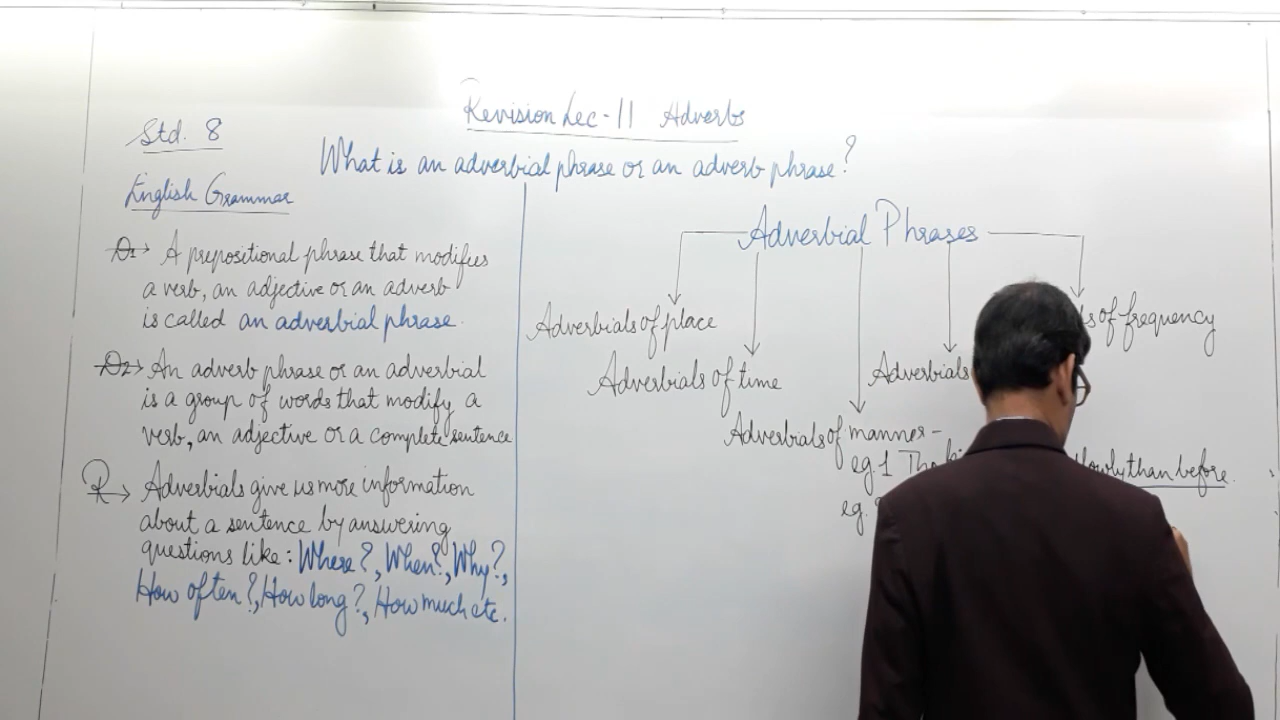 Revision Lec-11 Adverbs
Std. 8
What is an adverbial phrase or an adverb phrase?
English Grammar
D1→ A prepositional phrase that modifies
a verb, an adjective or an adverb
is called an adverbial phrase.
D2→ An adverb phrase or an adverbial
is a group of words that modify a
verb, an adjective or a complete sentence
R→ Adverbials give us more information
about a sentence by answering
questions like: Where?, When?, Why?,
How often?, How long?, How much etc.
Adverbial Phrases
Adverbials of place
Adverbials of time
Adverbials of manner-
eg 1 The
than before.
eg.
Adverbials
of frequency